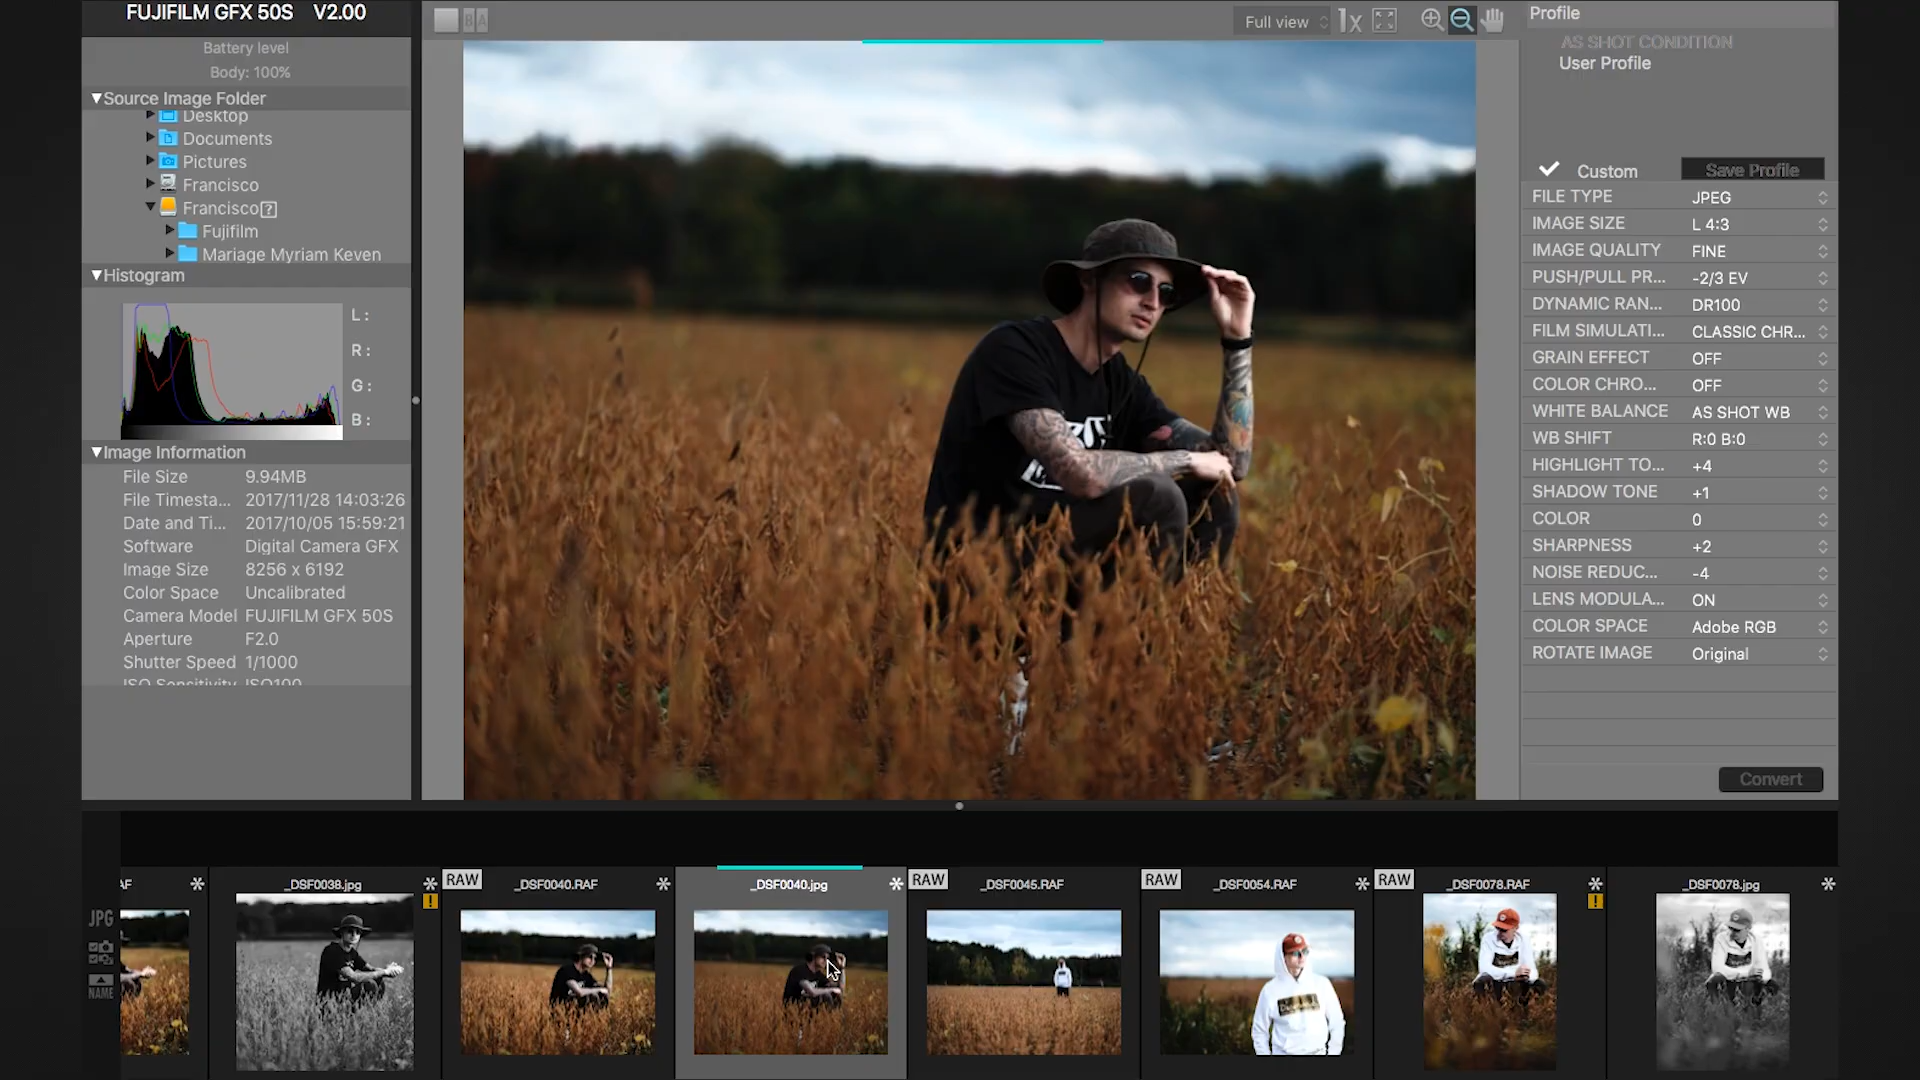 FUJIFILM GFX 50S V2.00
Battery level
Body: 100%
▼Source Image Folder
Desktop
Documents
Pictures
Francisco
Francisco?
Fujifilm
Mariage Myriam Keven
▼Histogram
L :
R :
G :
B :
▼Image Information
File Size 9.94MB
File Timesta... 2017/11/28 14:03:26
Date and Ti... 2017/10/05 15:59:21
Software Digital Camera GFX
Image Size 8256 x 6192
Color Space Uncalibrated
Camera Model FUJIFILM GFX 50S
Aperture F2.0
Shutter Speed 1/1000
ISO Sensitivity ISO100
B A
Full view 1x
Profile
AS SHOT CONDITION
User Profile
Custom Save Profile
FILE TYPE JPEG
IMAGE SIZE L 4:3
IMAGE QUALITY FINE
PUSH/PULL PR... -2/3 EV
DYNAMIC RAN... DR100
FILM SIMULATI... CLASSIC CHR...
GRAIN EFFECT OFF
COLOR CHRO... OFF
WHITE BALANCE AS SHOT WB
WB SHIFT R:0 B:0
HIGHLIGHT TO... +4
SHADOW TONE +1
COLOR 0
SHARPNESS +2
NOISE REDUC... -4
LENS MODULA... ON
COLOR SPACE Adobe RGB
ROTATE IMAGE Original
Convert
JPG
NAME
AF
_DSF0038.jpg
RAW _DSF0040.RAF
_DSF0040.jpg
RAW _DSF0045.RAF
RAW _DSF0054.RAF
RAW _DSF0078.RAF
_DSF0078.jpg